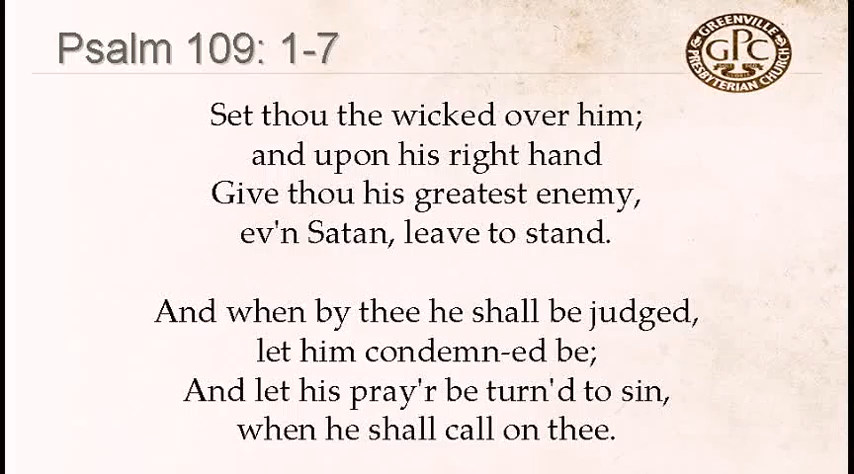 Psalm 109: 1-7
GREENVILLE
GPC
PRESBYTERIAN CHURCH
Set thou the wicked over him;
and upon his right hand
Give thou his greatest enemy,
ev'n Satan, leave to stand.
And when by thee he shall be judged,
let him condemn-ed be;
And let his pray'r be turn'd to sin,
when he shall call on thee.